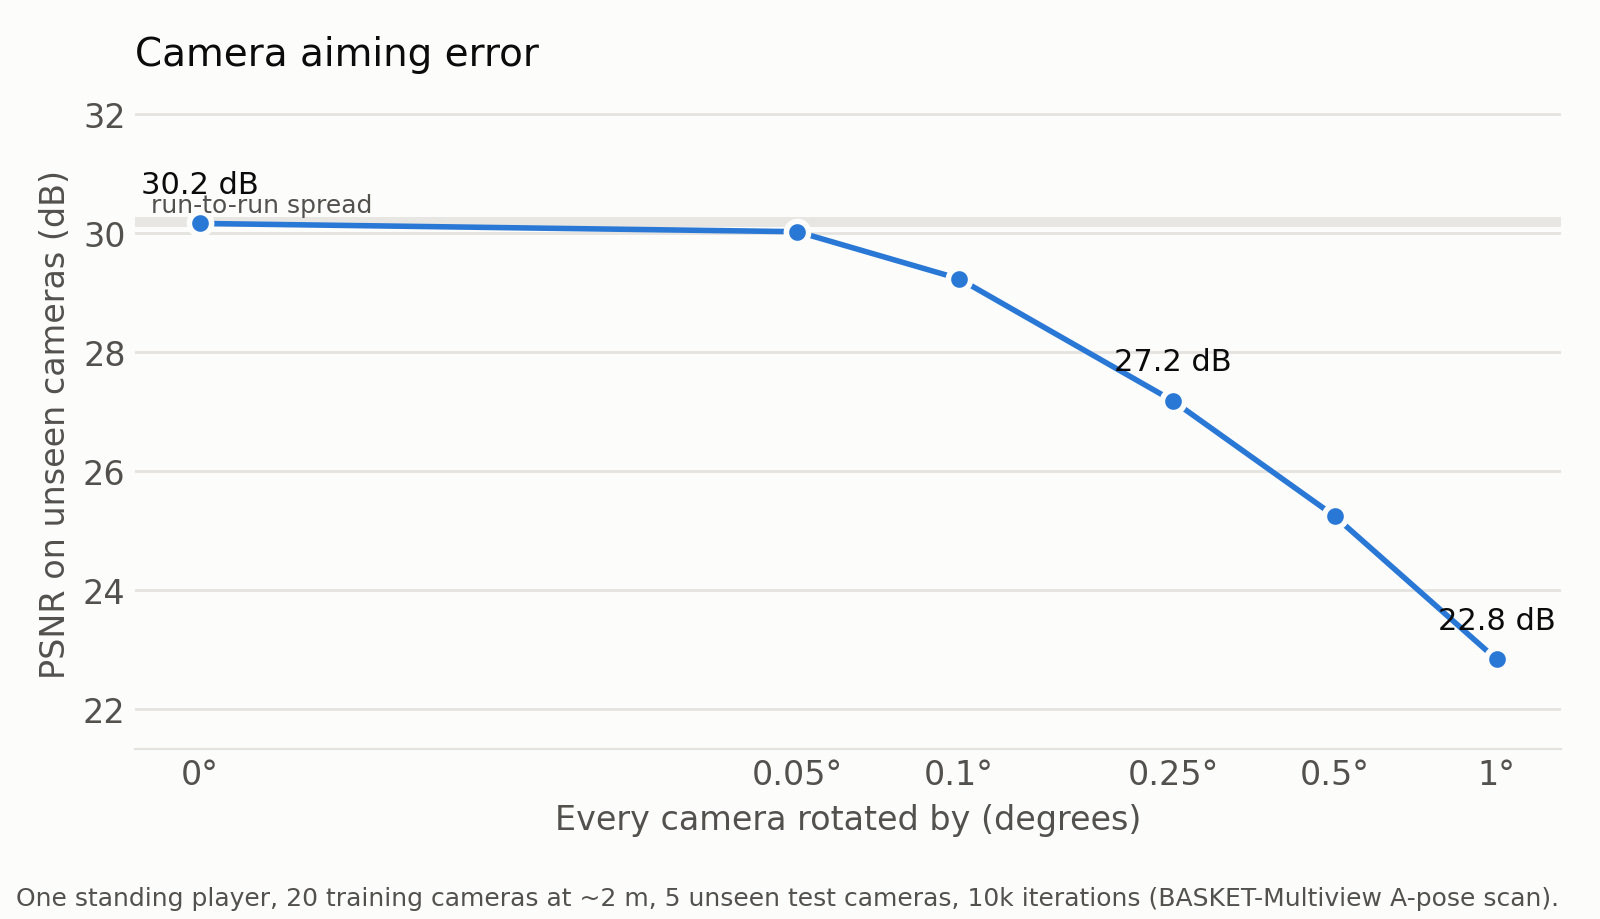 Camera aiming error
32
30.2 dB
run-to-run spread
30
28
27.2 dB
26
24
22.8 dB
22
PSNR on unseen cameras (dB)
0° 0.05° 0.1° 0.25° 0.5° 1°
Every camera rotated by (degrees)
One standing player, 20 training cameras at ~2 m, 5 unseen test cameras, 10k iterations (BASKET-Multiview A-pose scan).